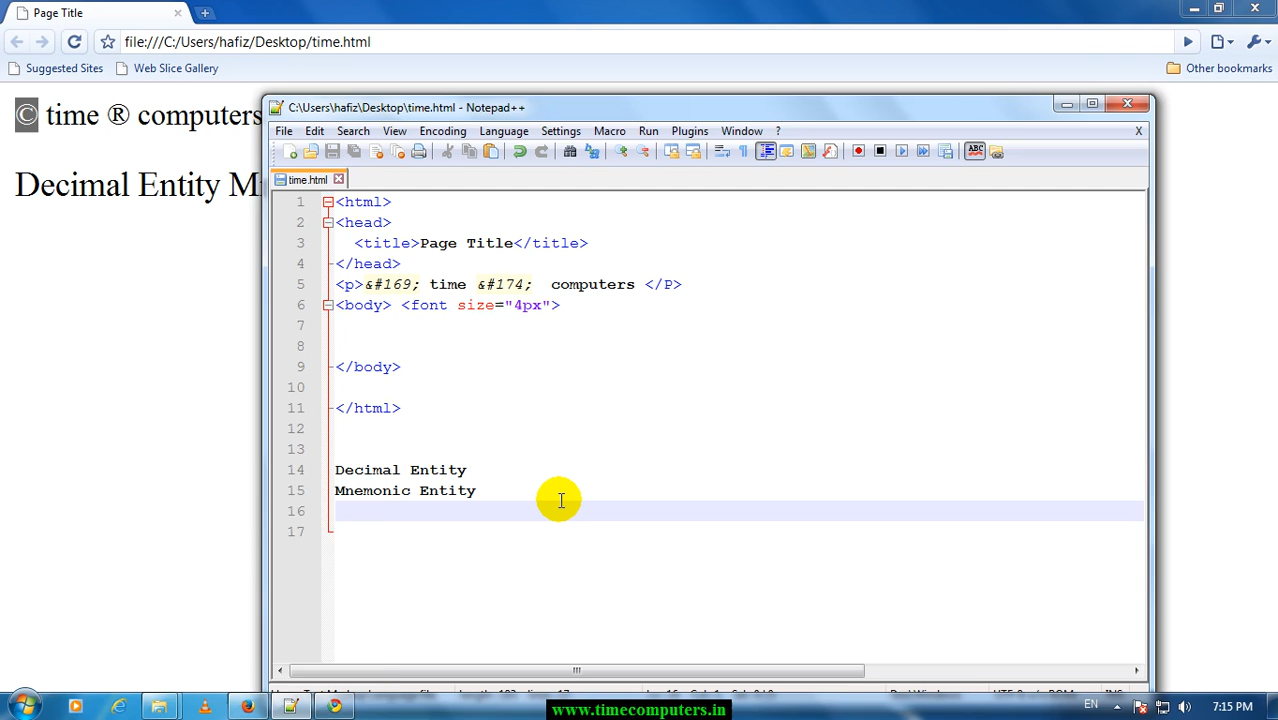 Page Title
file:///C:/Users/hafiz/Desktop/time.html
Suggested Sites Web Slice Gallery Other bookmarks
© time ® computers
Decimal Entity
C:\Users\hafiz\Desktop\time.html - Notepad++
File Edit Search View Encoding Language Settings Macro Run Plugins Window ? X
ABC
time.html
1 <html>
2 <head>
3 <title>Page Title</title>
4 </head>
5 <p>&#169; time &#174; computers </P>
6 <body> <font size="4px">
7
8
9 </body>
10
11 </html>
12
13
14 Decimal Entity
15 Mnemonic Entity
16
17
www.timecomputers.in
EN 7:15 PM